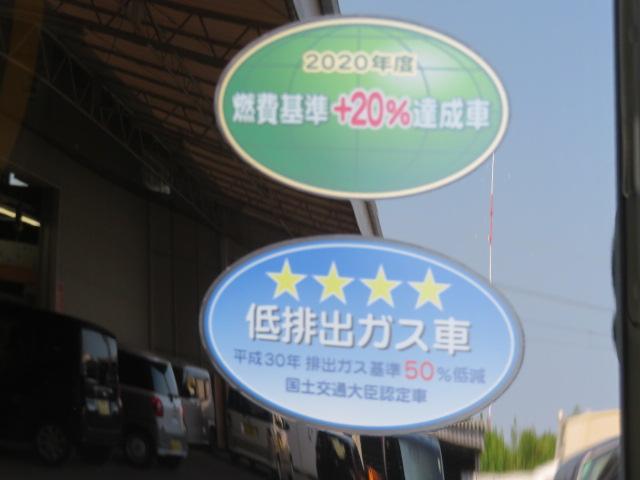 2020年度
燃費基準+20%達成車
低排出ガス車
平成30年 排出ガス基準50%低減
国土交通大臣認定車